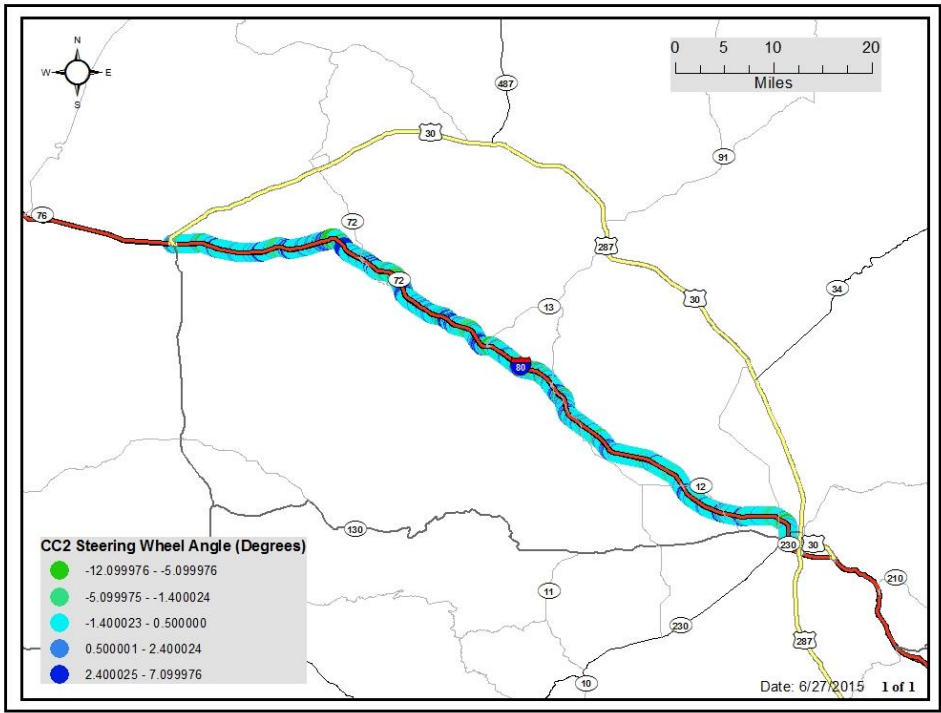 N
W E
S
0 5 10 20
Miles
487
30
91
76
72
287
72
34
30
13
80
12
130
230 30
210
11
230
287
10
CC2 Steering Wheel Angle (Degrees)
-12.099976 - -5.099976
-5.099975 - -1.400024
-1.400023 - 0.500000
0.500001 - 2.400024
2.400025 - 7.099976
Date: 6/27/2015 1 of 1